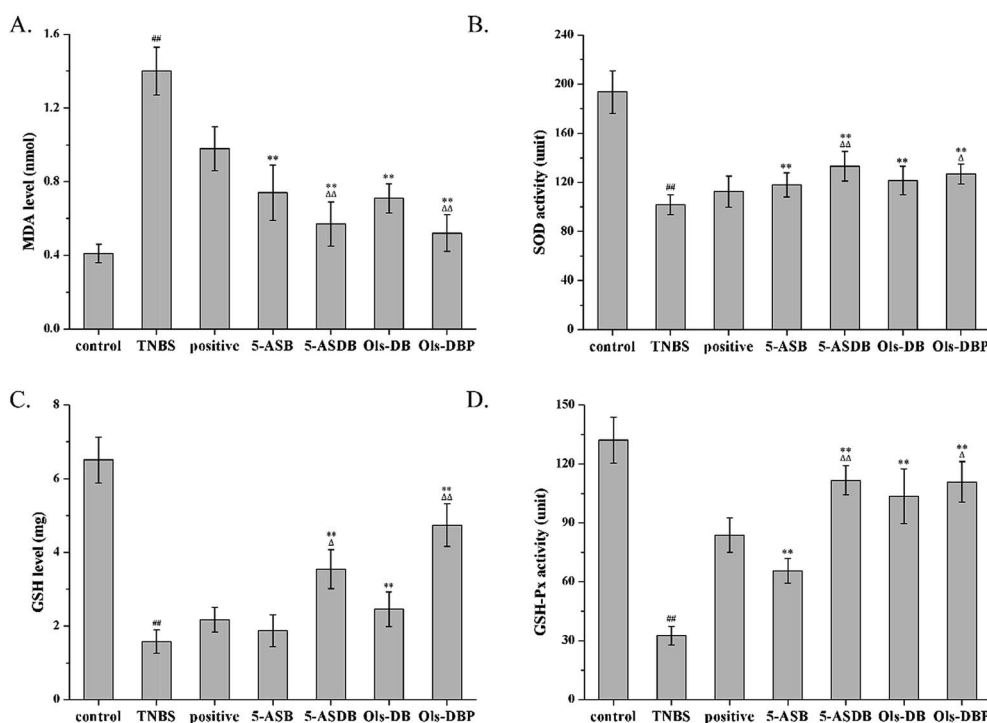 A.
MDA level (nmol)
1.6
1.2
0.8
0.4
0.0
##
**
**
ΔΔ
**
**
ΔΔ
control TNBS positive 5-ASB 5-ASDB Ols-DB Ols-DBP
B.
SOD activity (unit)
240
200
160
120
80
40
0
##
**
**
ΔΔ
**
**
Δ
control TNBS positive 5-ASB 5-ASDB Ols-DB Ols-DBP
C.
GSH level (mg)
8
6
4
2
0
##
**
Δ
**
**
ΔΔ
control TNBS positive 5-ASB 5-ASDB Ols-DB Ols-DBP
D.
GSH-Px activity (unit)
150
120
90
60
30
0
##
**
**
ΔΔ
**
**
Δ
control TNBS positive 5-ASB 5-ASDB Ols-DB Ols-DBP